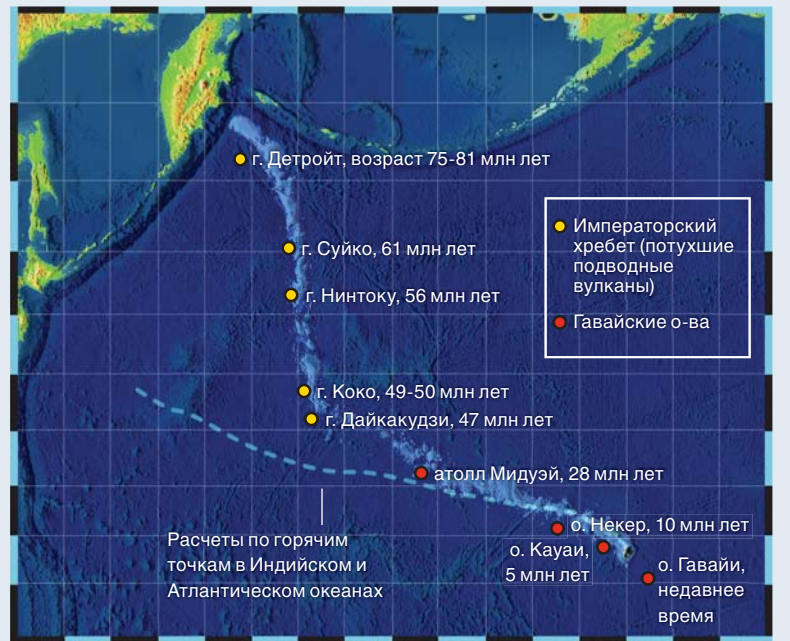 г. Детройт, возраст 75-81 млн лет
Императорский
хребет (потухшие
подводные
вулканы)
г. Суйко, 61 млн лет
г. Нинтоку, 56 млн лет
Гавайские о-ва
г. Коко, 49-50 млн лет
г. Дайкакудзи, 47 млн лет
атолл Мидуэй, 28 млн лет
о. Некер, 10 млн лет
Расчеты по горячим
точкам в Индийском и
Атлантическом океанах
о. Кауаи,
5 млн лет
о. Гавайи,
недавнее
время